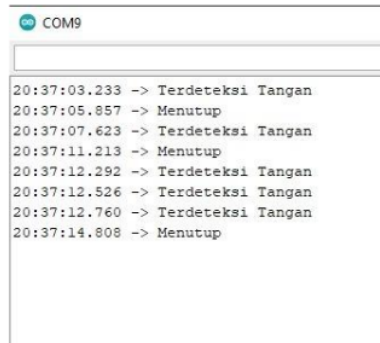 COM9
20:37:03.233 -> Terdeteksi Tangan
20:37:05.857 -> Menutup
20:37:07.623 -> Terdeteksi Tangan
20:37:11.213 -> Menutup
20:37:12.292 -> Terdeteksi Tangan
20:37:12.526 -> Terdeteksi Tangan
20:37:12.760 -> Terdeteksi Tangan
20:37:14.808 -> Menutup